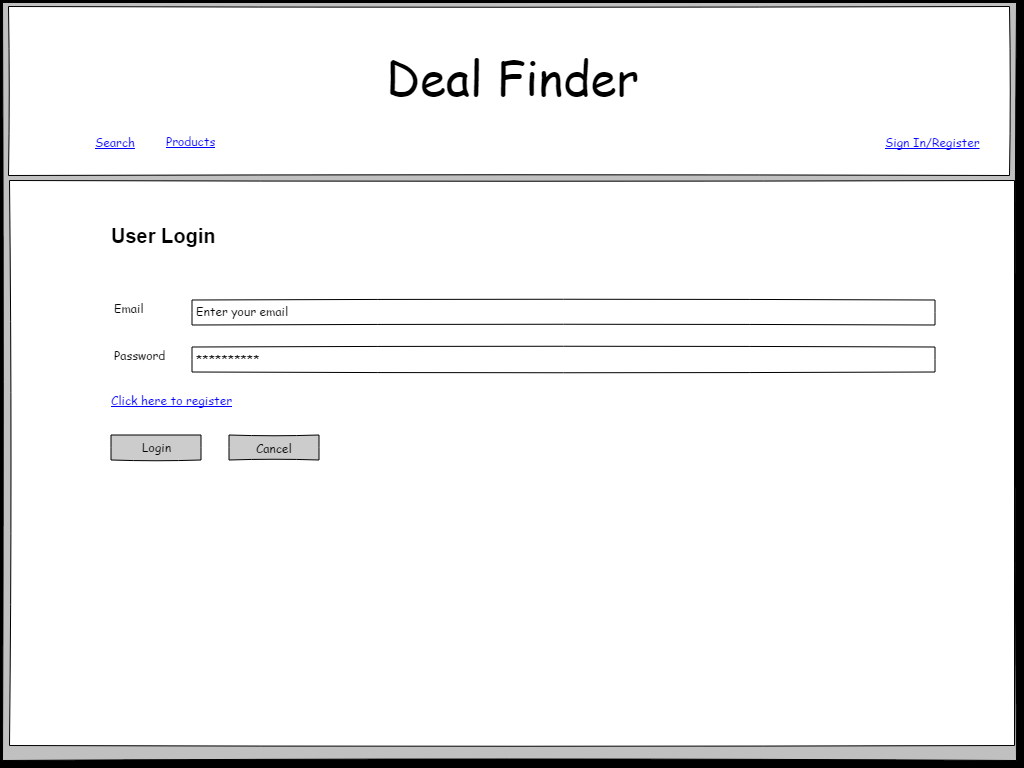 Deal Finder
Search Products Sign In/Register
User Login
Email Enter your email
Password **********
Click here to register
Login Cancel